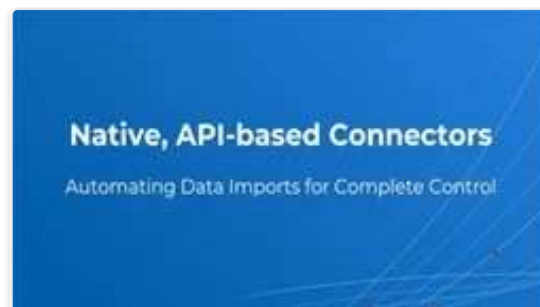 Native, API-based Connectors
Automating Data Imports for Complete Control